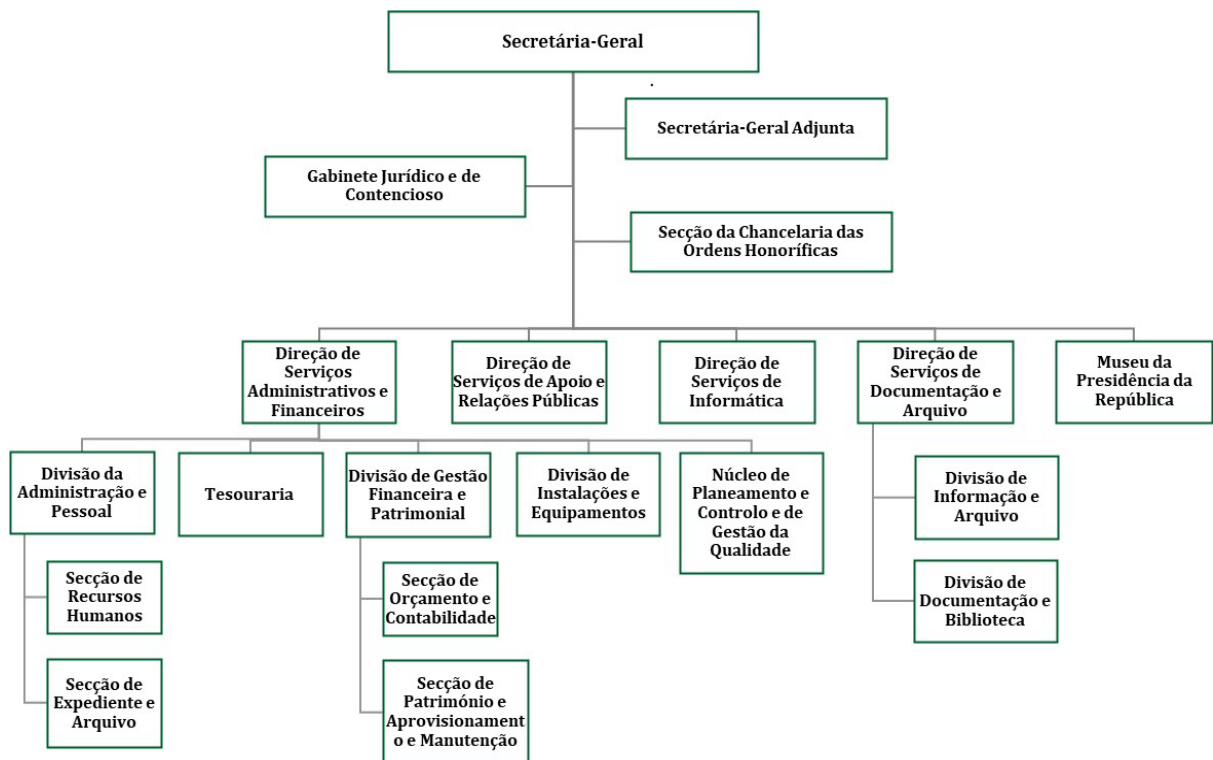 Secretária-Geral
.
Secretária-Geral Adjunta
Gabinete Jurídico e de
Contencioso
Secção da Chancelaria das
Ordens Honoríficas
Direção de
Serviços
Administrativos e
Financeiros
Direção de
Serviços de Apoio e
Relações Públicas
Direção de
Serviços de
Informática
Direção de
Serviços de
Documentação e
Arquivo
Museu da
Presidência da
República
Divisão da
Administração e
Pessoal
Tesouraria
Divisão de Gestão
Financeira e
Patrimonial
Divisão de
Instalações e
Equipamentos
Núcleo de
Planeamento e
Controlo e de
Gestão da
Qualidade
Divisão de
Informação e
Arquivo
Secção de
Recursos
Humanos
Secção de
Orçamento e
Contabilidade
Divisão de
Documentação e
Biblioteca
Secção de
Expediente e
Arquivo
Secção de
Património e
Aprovisionament
o e Manutenção